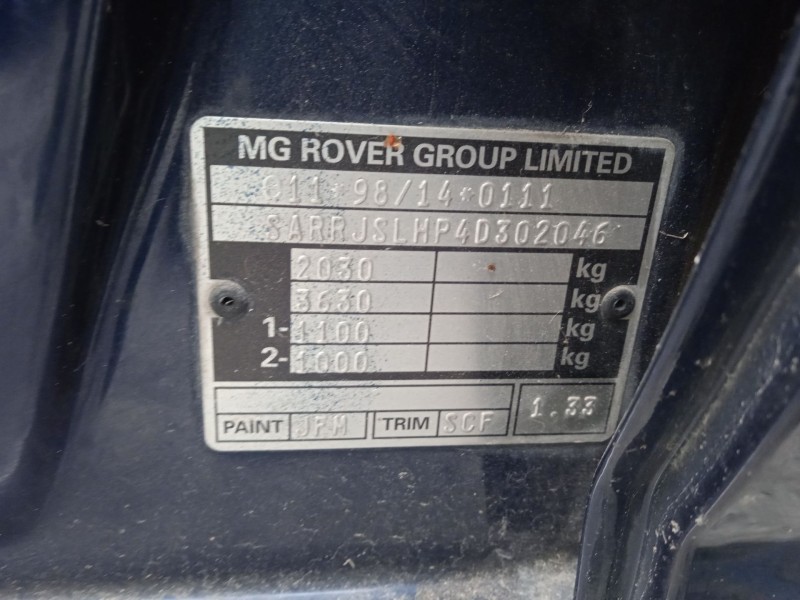 MG ROVER GROUP LIMITED
Q11*98/14*0111
SARRJSLHP4D302046
2030 kg
3630 kg
1-1100 kg
2-1000 kg
1.33
PAINT JFM TRIM SCF